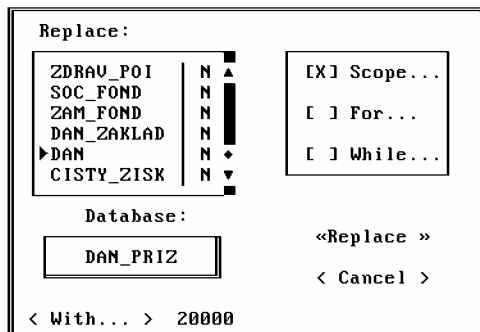 Replace:
ZDRAV_POI N
SOC_FOND N
ZAM_FOND N
DAN_ZAKLAD N
DAN N
CISTY_ZISK N
[X] Scope...
[ ] For...
[ ] While...
Database:
DAN_PRIZ
«Replace »
< Cancel >
< With... > 20000